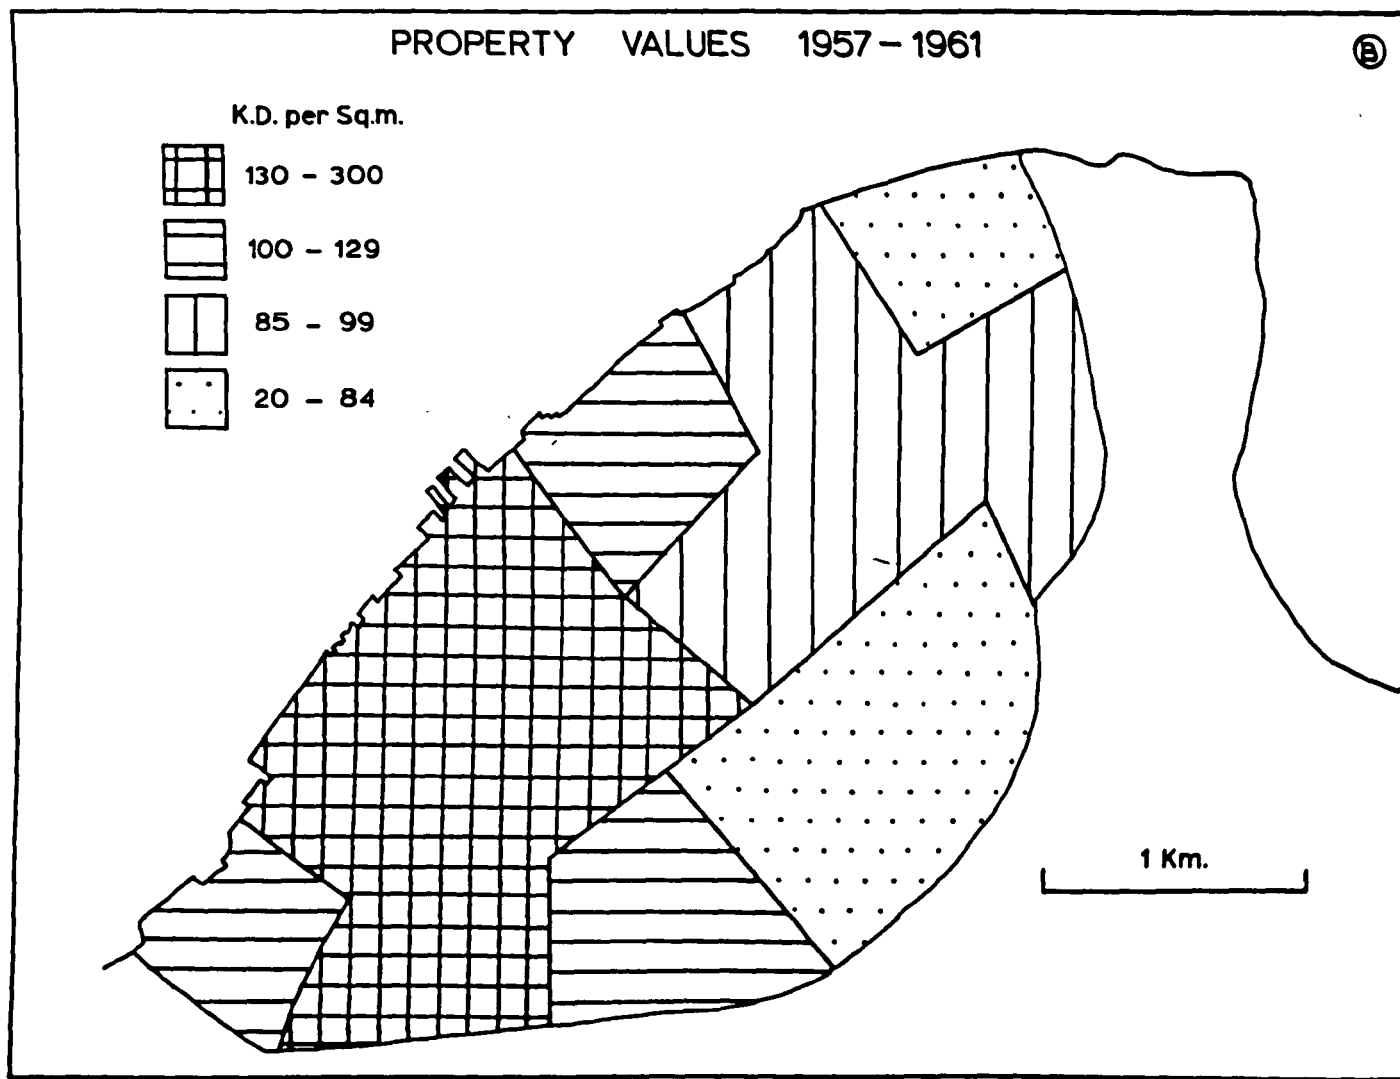 PROPERTY VALUES 1957-1961
B
K.D. per Sq.m.
130 - 300
100 - 129
85 - 99
20 - 84
1 Km.